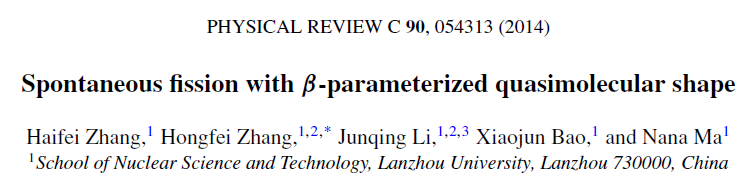 PHYSICAL REVIEW C 90, 054313 (2014)
Spontaneous fission with β-parameterized quasimolecular shape
Haifei Zhang,1 Hongfei Zhang,1,2,* Junqing Li,1,2,3 Xiaojun Bao,1 and Nana Ma1
1School of Nuclear Science and Technology, Lanzhou University, Lanzhou 730000, China